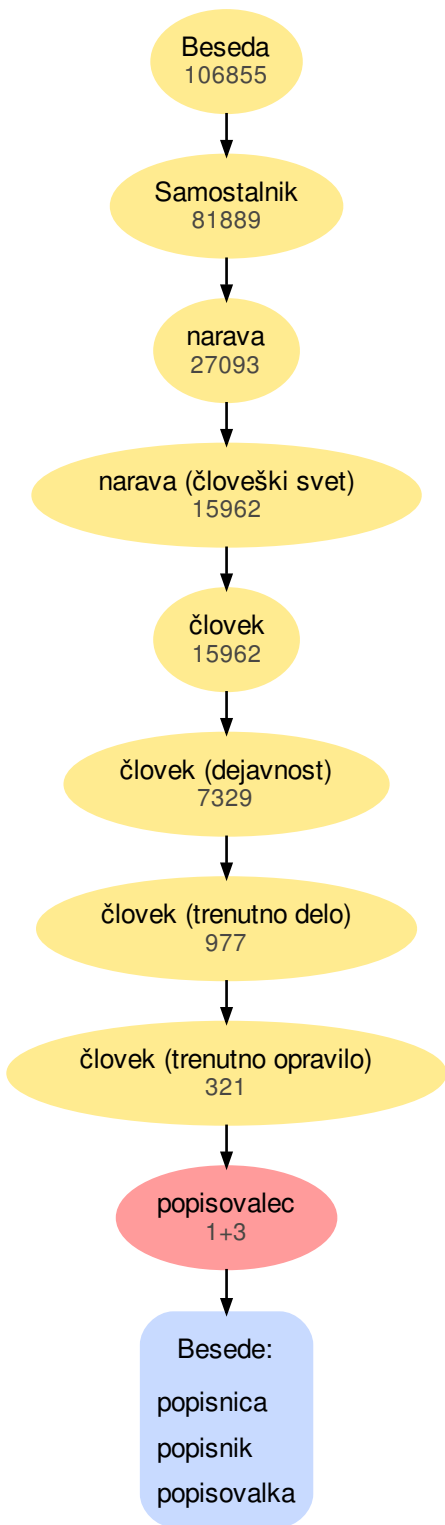 Beseda
106855
Samostalnik
81889
narava
27093
narava (človeški svet)
15962
človek
15962
človek (dejavnost)
7329
človek (trenutno delo)
977
človek (trenutno opravilo)
321
popisovalec
1+3
Besede:
popisnica
popisnik
popisovalka